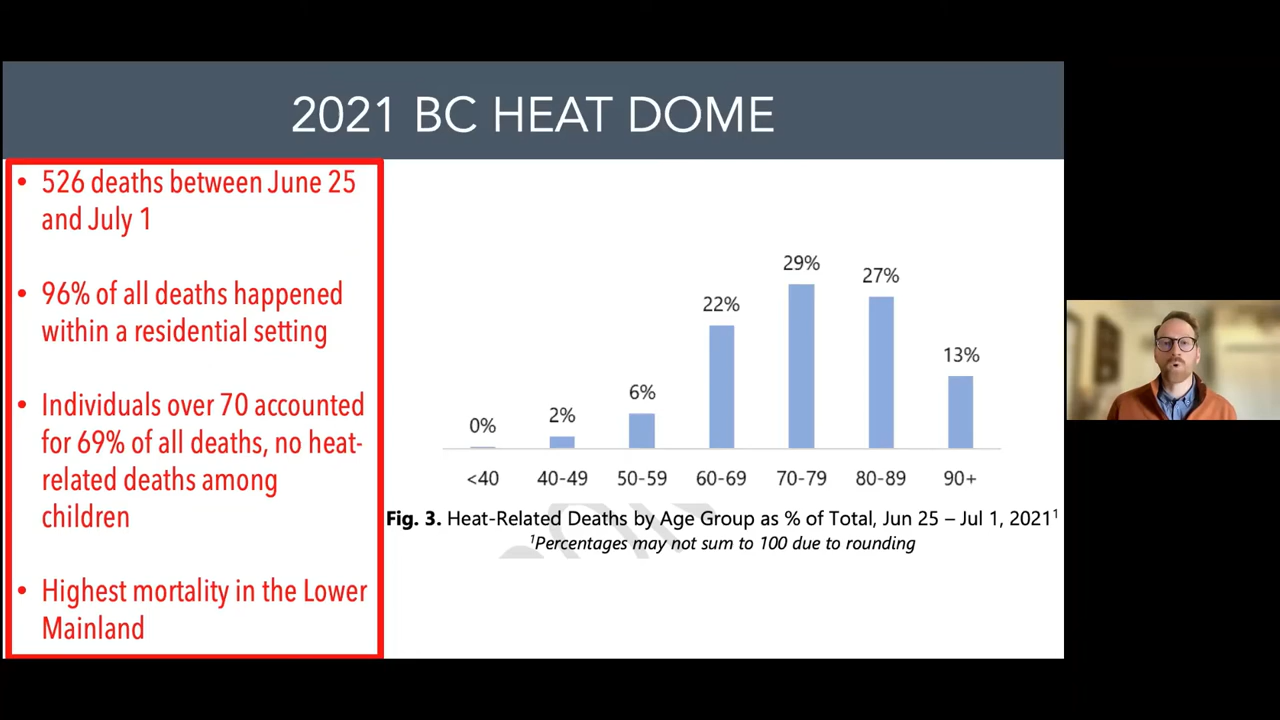 2021 BC HEAT DOME
• 526 deaths between June 25
and July 1
• 96% of all deaths happened
within a residential setting
• Individuals over 70 accounted
for 69% of all deaths, no heat-
related deaths among
children
• Highest mortality in the Lower
Mainland
0% 2% 6% 22% 29% 27% 13%
<40 40-49 50-59 60-69 70-79 80-89 90+
Fig. 3. Heat-Related Deaths by Age Group as % of Total, Jun 25 – Jul 1, 2021¹
¹Percentages may not sum to 100 due to rounding